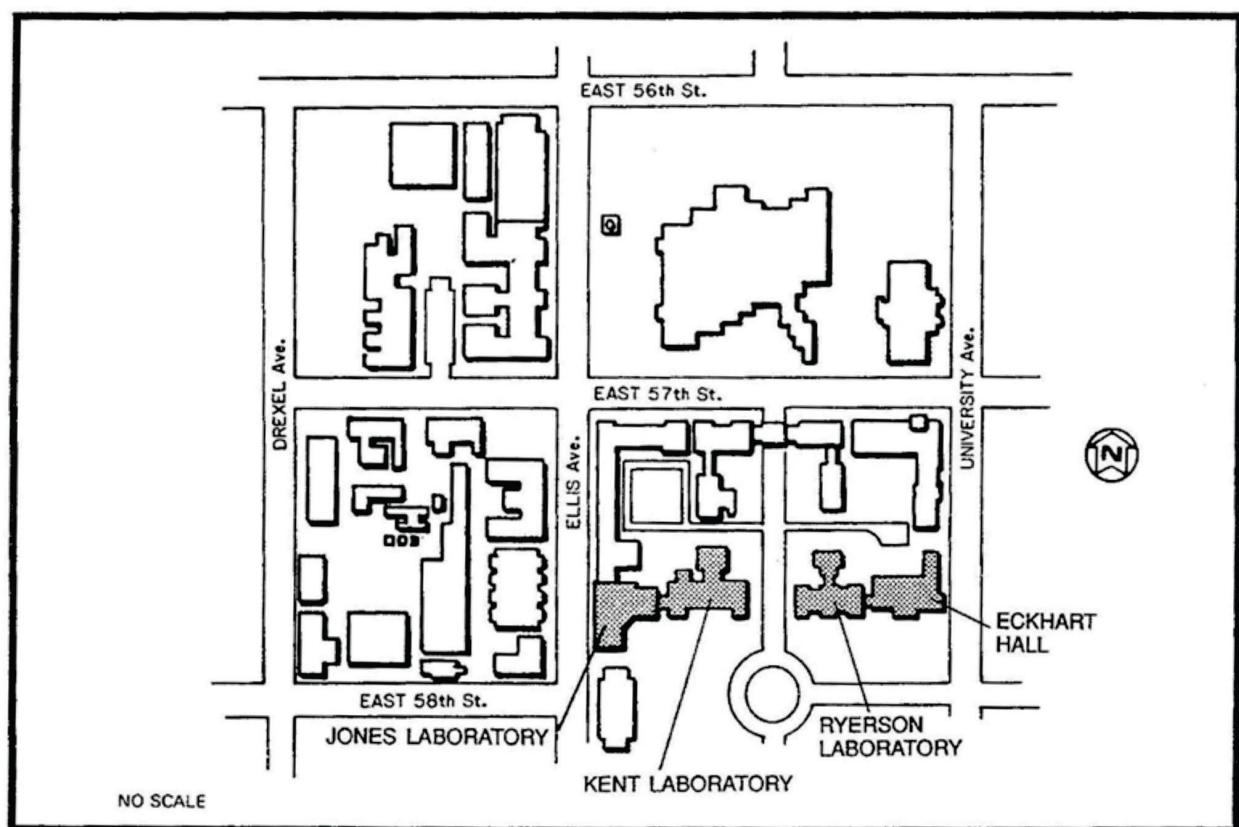 EAST 56th St.
DREXEL Ave.
EAST 57th St.
UNIVERSITY Ave.
ELLIS Ave.
N
ECKHART
HALL
EAST 58th St.
JONES LABORATORY
RYERSON
LABORATORY
KENT LABORATORY
NO SCALE